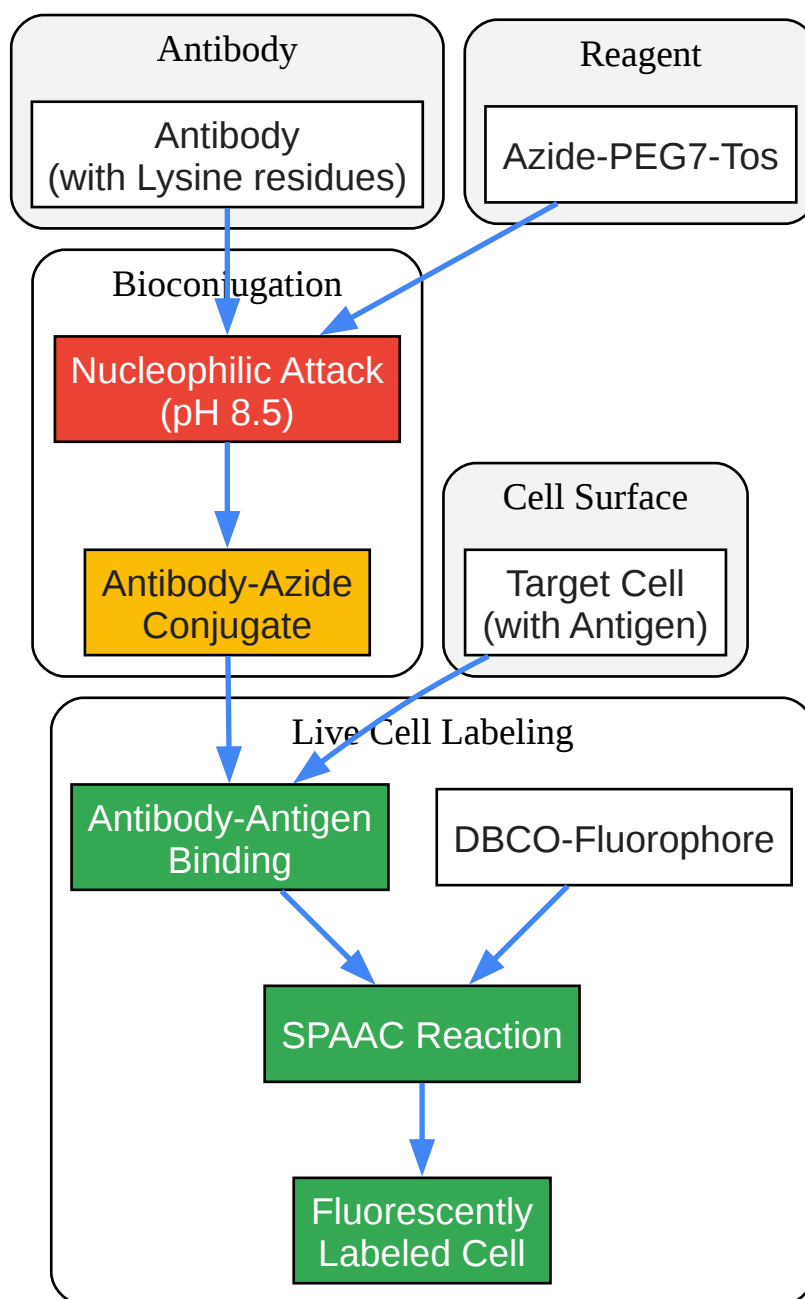 Antibody
Antibody
(with Lysine residues)
Reagent
Azide-PEG7-Tos
Bioconjugation
Nucleophilic Attack
(pH 8.5)
Antibody-Azide
Conjugate
Cell Surface
Target Cell
(with Antigen)
Live Cell Labeling
Antibody-Antigen
Binding
DBCO-Fluorophore
SPAAC Reaction
Fluorescently
Labeled Cell